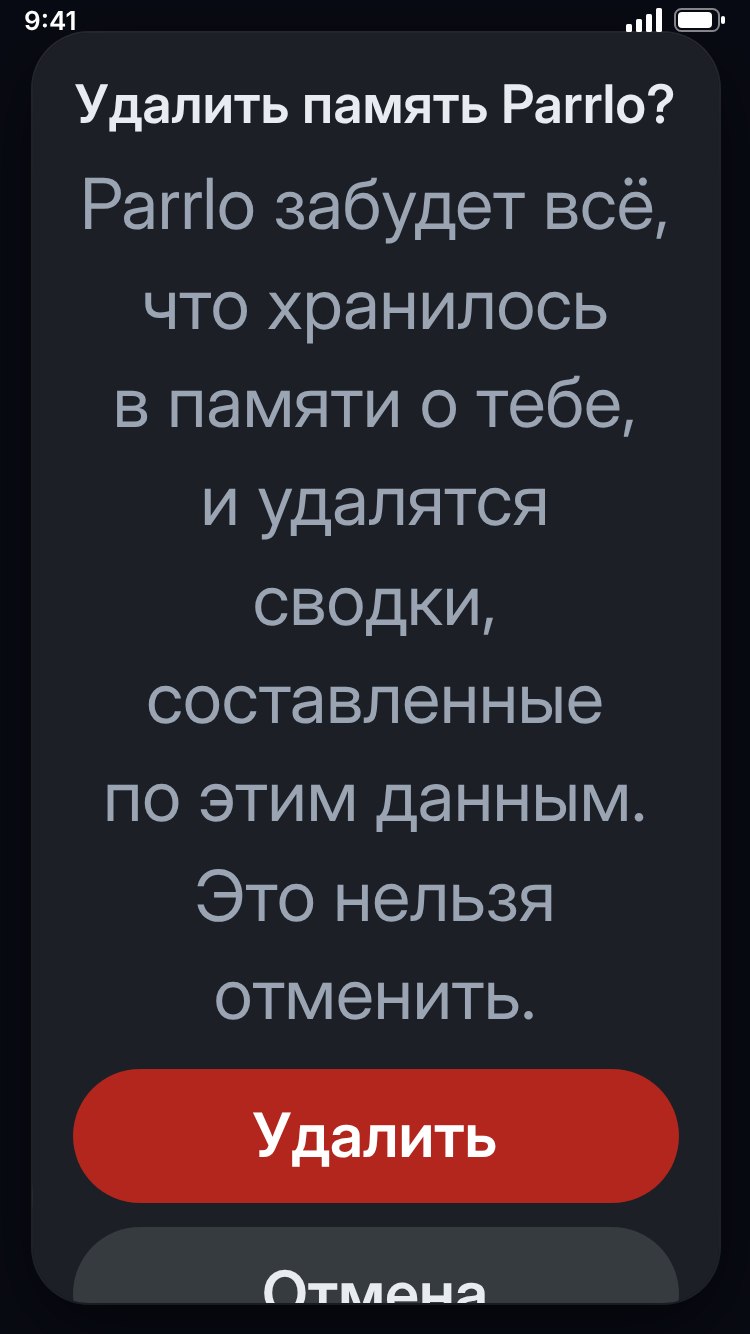 9:41
Удалить память Parrlo?
Parrlo забудет всё,
что хранилось
в памяти о тебе,
и удалятся
сводки,
составленные
по этим данным.
Это нельзя
отменить.
Удалить
Отмена